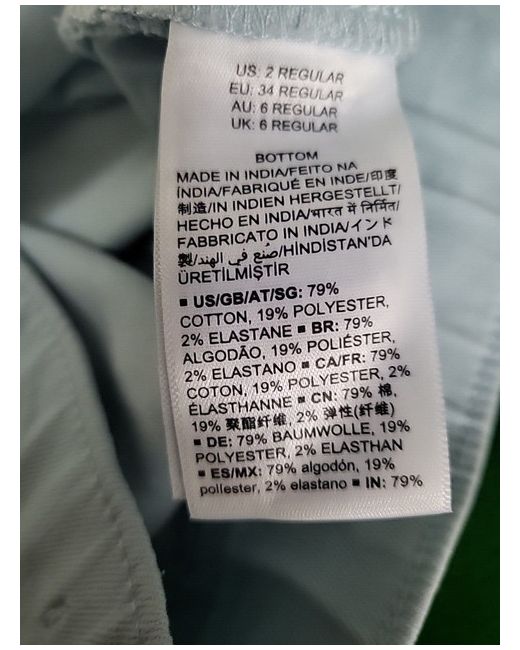 US: 2 REGULAR
EU: 34 REGULAR
AU: 6 REGULAR
UK: 6 REGULAR
BOTTOM
MADE IN INDIA/FEITO NA
ÍNDIA/FABRIQUÉ EN INDE/印度
制造/IN INDIEN HERGESTELLT/
HECHO EN INDIA/भारत में निर्मित/
FABBRICATO IN INDIA/インド
製/صُنع في الهند/HİNDİSTAN'DA
ÜRETİLMİŞTİR
▪ US/GB/AT/SG: 79%
COTTON, 19% POLYESTER,
2% ELASTANE ▪ BR: 79%
ALGODÃO, 19% POLIÉSTER,
2% ELASTANO ▪ CA/FR: 79%
COTON, 19% POLYESTER, 2%
ÉLASTHANNE ▪ CN: 79% 棉,
19% 聚酯纤维, 2% 弹性(纤维)
▪ DE: 79% BAUMWOLLE, 19%
POLYESTER, 2% ELASTHAN
▪ ES/MX: 79% algodón, 19%
poliester, 2% elastano ▪ IN: 79%